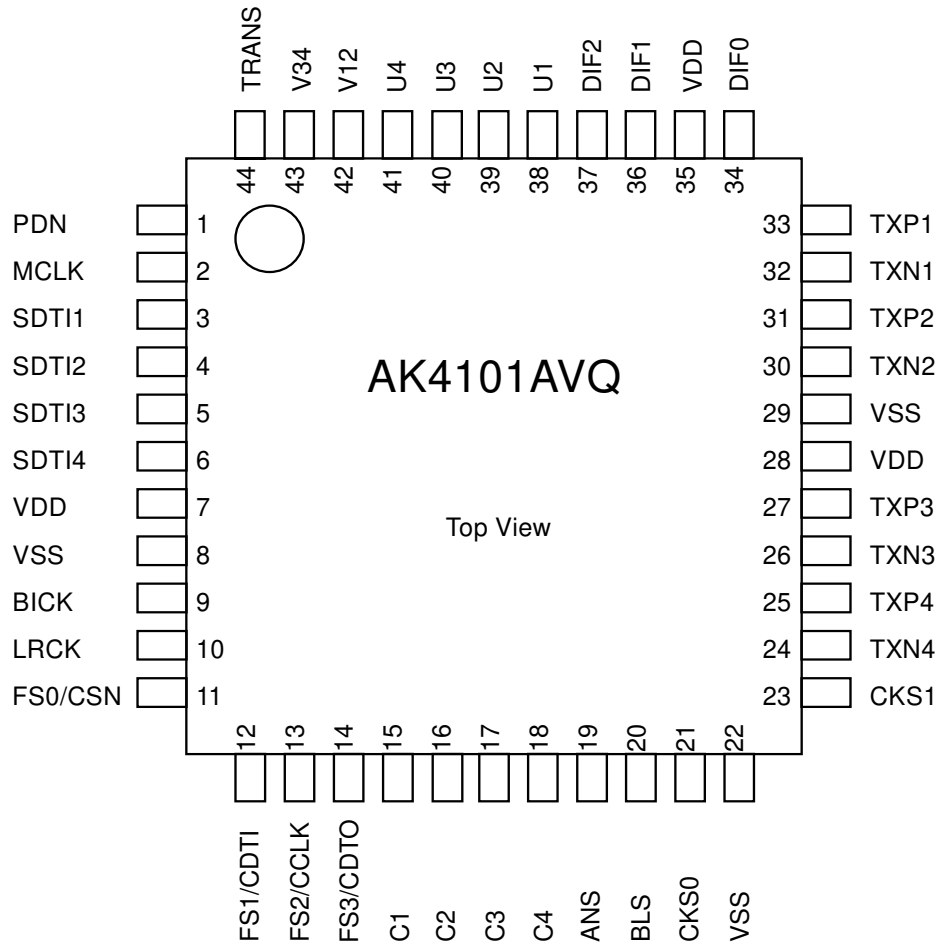 TRANS V34 V12 U4 U3 U2 U1 DIF2 DIF1 VDD DIF0
44 43 42 41 40 39 38 37 36 35 34
PDN 1 33 TXP1
MCLK 2 32 TXN1
SDTI1 3 31 TXP2
SDTI2 4 30 TXN2
AK4101AVQ
SDTI3 5 29 VSS
SDTI4 6 28 VDD
VDD 7 27 TXP3
Top View
VSS 8 26 TXN3
BICK 9 25 TXP4
LRCK 10 24 TXN4
FS0/CSN 11 23 CKS1
12 13 14 15 16 17 18 19 20 21 22
FS1/CDTI FS2/CCLK FS3/CDTO C1 C2 C3 C4 ANS BLS CKS0 VSS